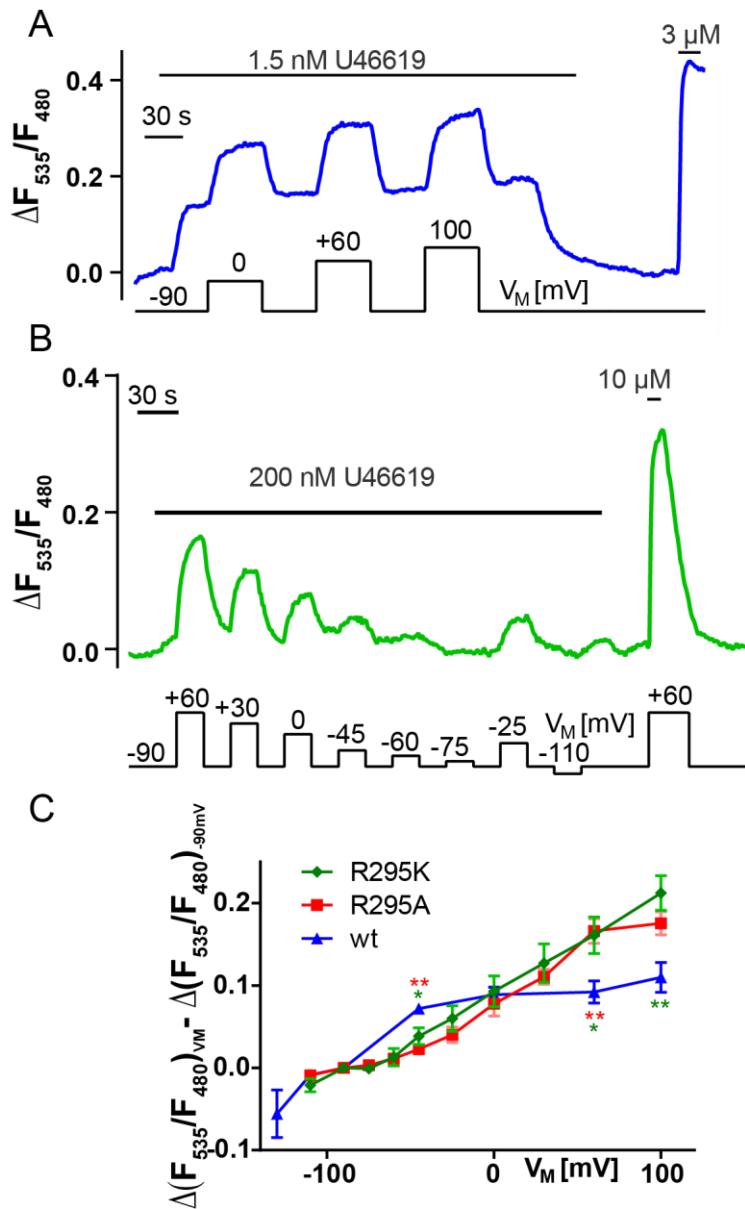 A
1.5 nM U46619
3 µM
30 s
ΔF535/F480
0.4
0.2
0.0
-90
0
+60
100
VM [mV]
B
0.4
0.2
0.0
ΔF535/F480
30 s
10 µM
200 nM U46619
-90
+60
+30
0
-45
-60
-75
-25
VM [mV]
-110
+60
C
Δ(F535/F480)VM - Δ(F535/F480)-90mV
0.2
0.1
0.0
-0.1
R295K
R295A
wt
**
*
**
*
**
-100
0
VM [mV]
100